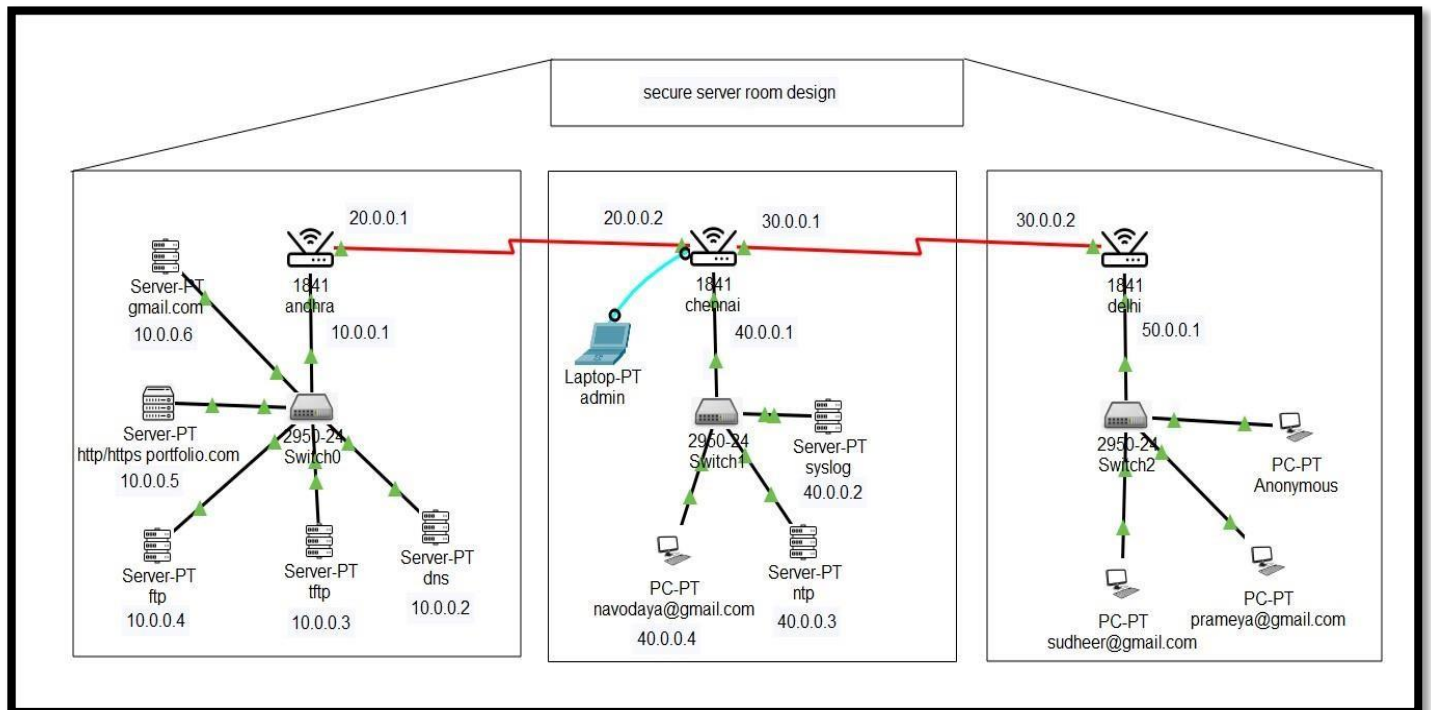 secure server room design
20.0.0.1
1841
andhra
10.0.0.1
Server-PT
gmail.com
10.0.0.6
Server-PT
http/https portfolio.com
10.0.0.5
2950-24
Switch0
Server-PT
ftp
10.0.0.4
Server-PT
tftp
10.0.0.3
Server-PT
dns
10.0.0.2
20.0.0.2
30.0.0.1
1841
chennai
40.0.0.1
Laptop-PT
admin
2950-24
Switch1
Server-PT
syslog
40.0.0.2
PC-PT
navodaya@gmail.com
40.0.0.4
Server-PT
ntp
40.0.0.3
30.0.0.2
1841
delhi
50.0.0.1
2950-24
Switch2
PC-PT
Anonymous
PC-PT
sudheer@gmail.com
PC-PT
prameya@gmail.com